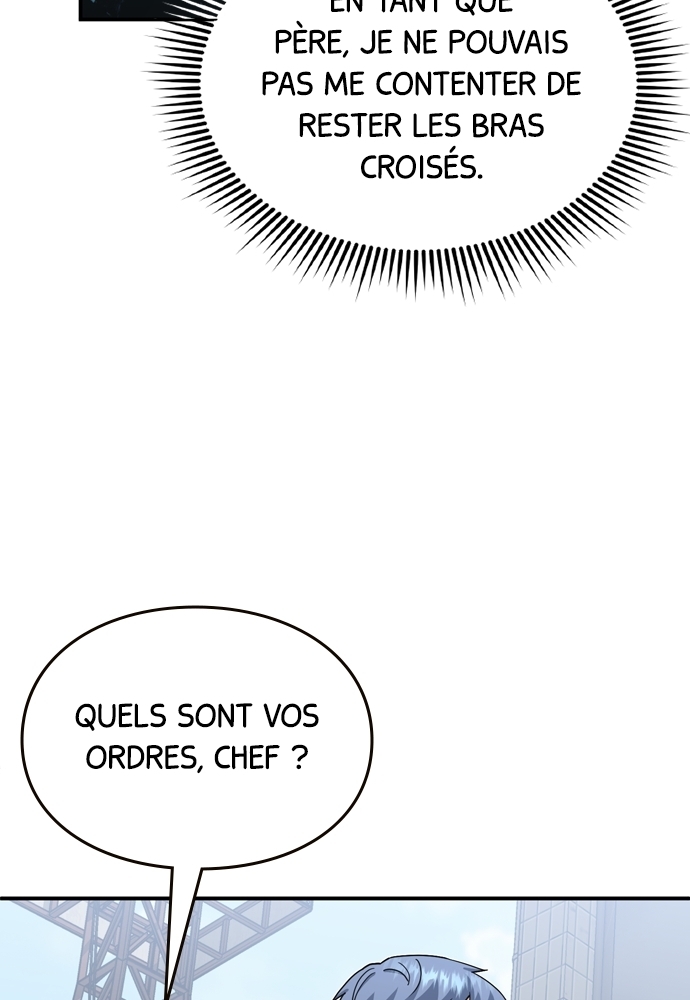 EN TANT QUE
PÈRE, JE NE POUVAIS
PAS ME CONTENTER DE
RESTER LES BRAS
CROISÉS.
QUELS SONT VOS
ORDRES, CHEF ?